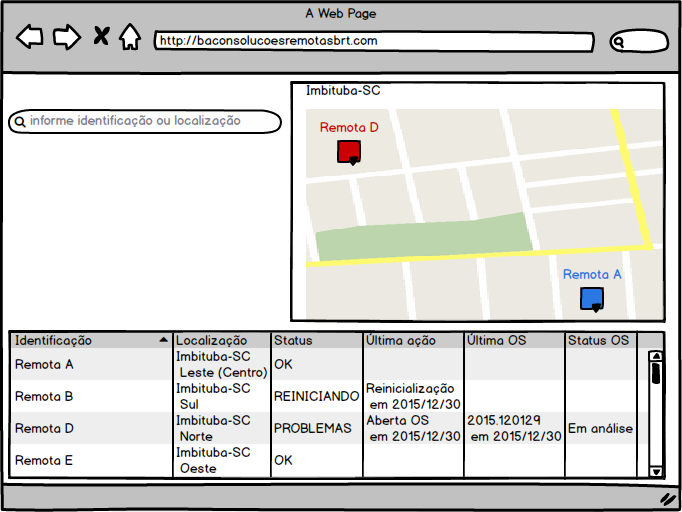 A Web Page
http://baconsolucoesremotasbrt.com
informe identificação ou localização
Imbituba-SC
Remota D
Remota A
Identificação Localização Status Última ação Última OS Status OS
Remota A Imbituba-SC Leste (Centro) OK
Remota B Imbituba-SC Sul REINICIANDO Reinicialização em 2015/12/30
Remota D Imbituba-SC Norte PROBLEMAS Aberta OS em 2015/12/30 2015.120129 em 2015/12/30 Em análise
Remota E Imbituba-SC Oeste OK